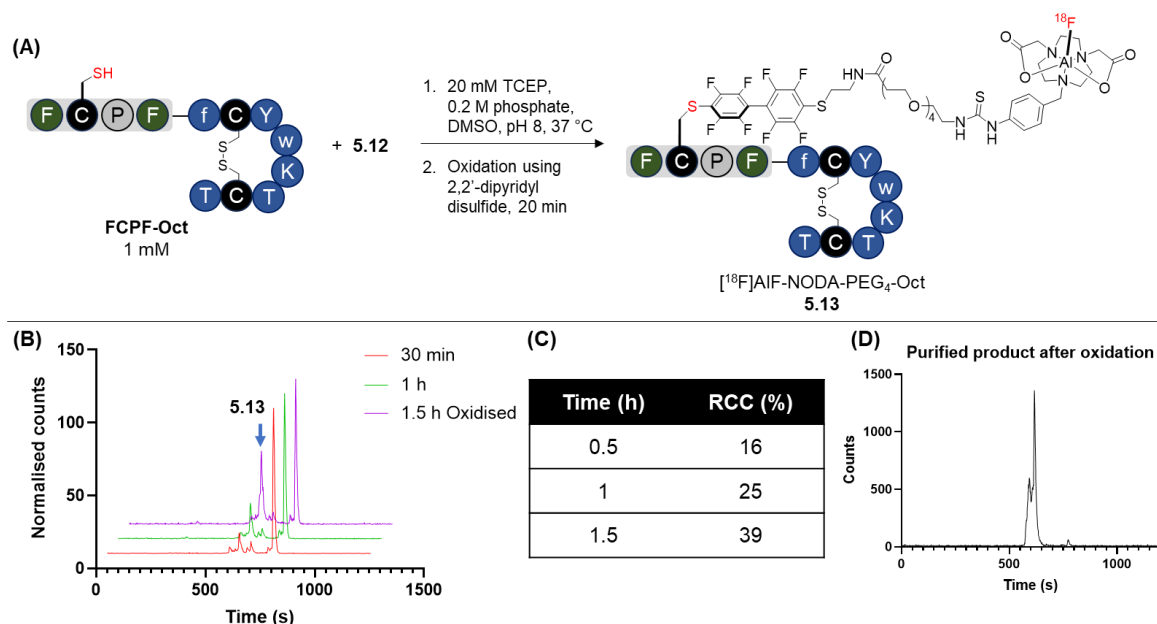 (A)
SH
F C P F f C Y w K T C T
S
S
FCPF-Oct
1 mM
+ 5.12
1. 20 mM TCEP,
0.2 M phosphate,
DMSO, pH 8, 37 °C
2. Oxidation using
2,2'-dipyridyl
disulfide, 20 min
18F
O O
N Al N
O N O
F F F F
S S
F F F F
HN O
O
4
S
N N
H H
F C P F f C Y w K T C T
S
S
[18F]AlF-NODA-PEG4-Oct
5.13
(B)
150
100
50
0
0 500 1000 1500
Normalised counts
Time (s)
5.13
30 min
1 h
1.5 h Oxidised
(C)
Time (h) RCC (%)
0.5 16
1 25
1.5 39
(D)
Purified product after oxidation
1500
1000
500
0
0 500 1000
Counts
Time (s)